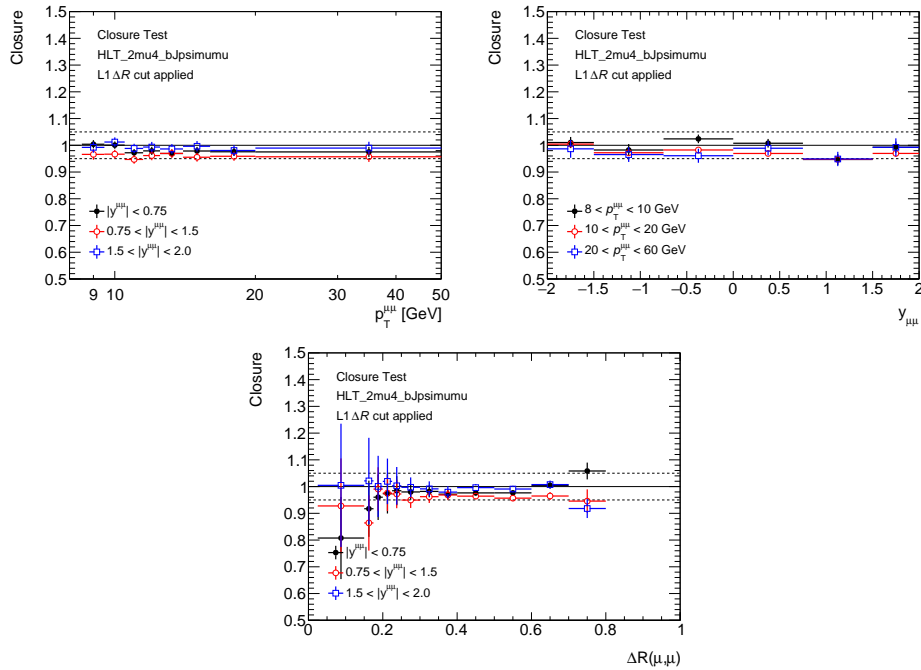 Closure
1.5
1.4
1.3
1.2
1.1
1
0.9
0.8
0.7
0.6
0.5
Closure Test
HLT_2mu4_bJpsimumu
L1 ΔR cut applied
|y^μμ| < 0.75
0.75 < |y^μμ| < 1.5
1.5 < |y^μμ| < 2.0
9 10 20 30 40 50
p_T^μμ [GeV]
Closure
1.5
1.4
1.3
1.2
1.1
1
0.9
0.8
0.7
0.6
0.5
Closure Test
HLT_2mu4_bJpsimumu
L1 ΔR cut applied
8 < p_T^μμ < 10 GeV
10 < p_T^μμ < 20 GeV
20 < p_T^μμ < 60 GeV
−2 −1.5 −1 −0.5 0 0.5 1 1.5 2
y_μμ
Closure
1.5
1.4
1.3
1.2
1.1
1
0.9
0.8
0.7
0.6
0.5
Closure Test
HLT_2mu4_bJpsimumu
L1 ΔR cut applied
|y^μμ| < 0.75
0.75 < |y^μμ| < 1.5
1.5 < |y^μμ| < 2.0
0 0.2 0.4 0.6 0.8 1
ΔR(μ,μ)